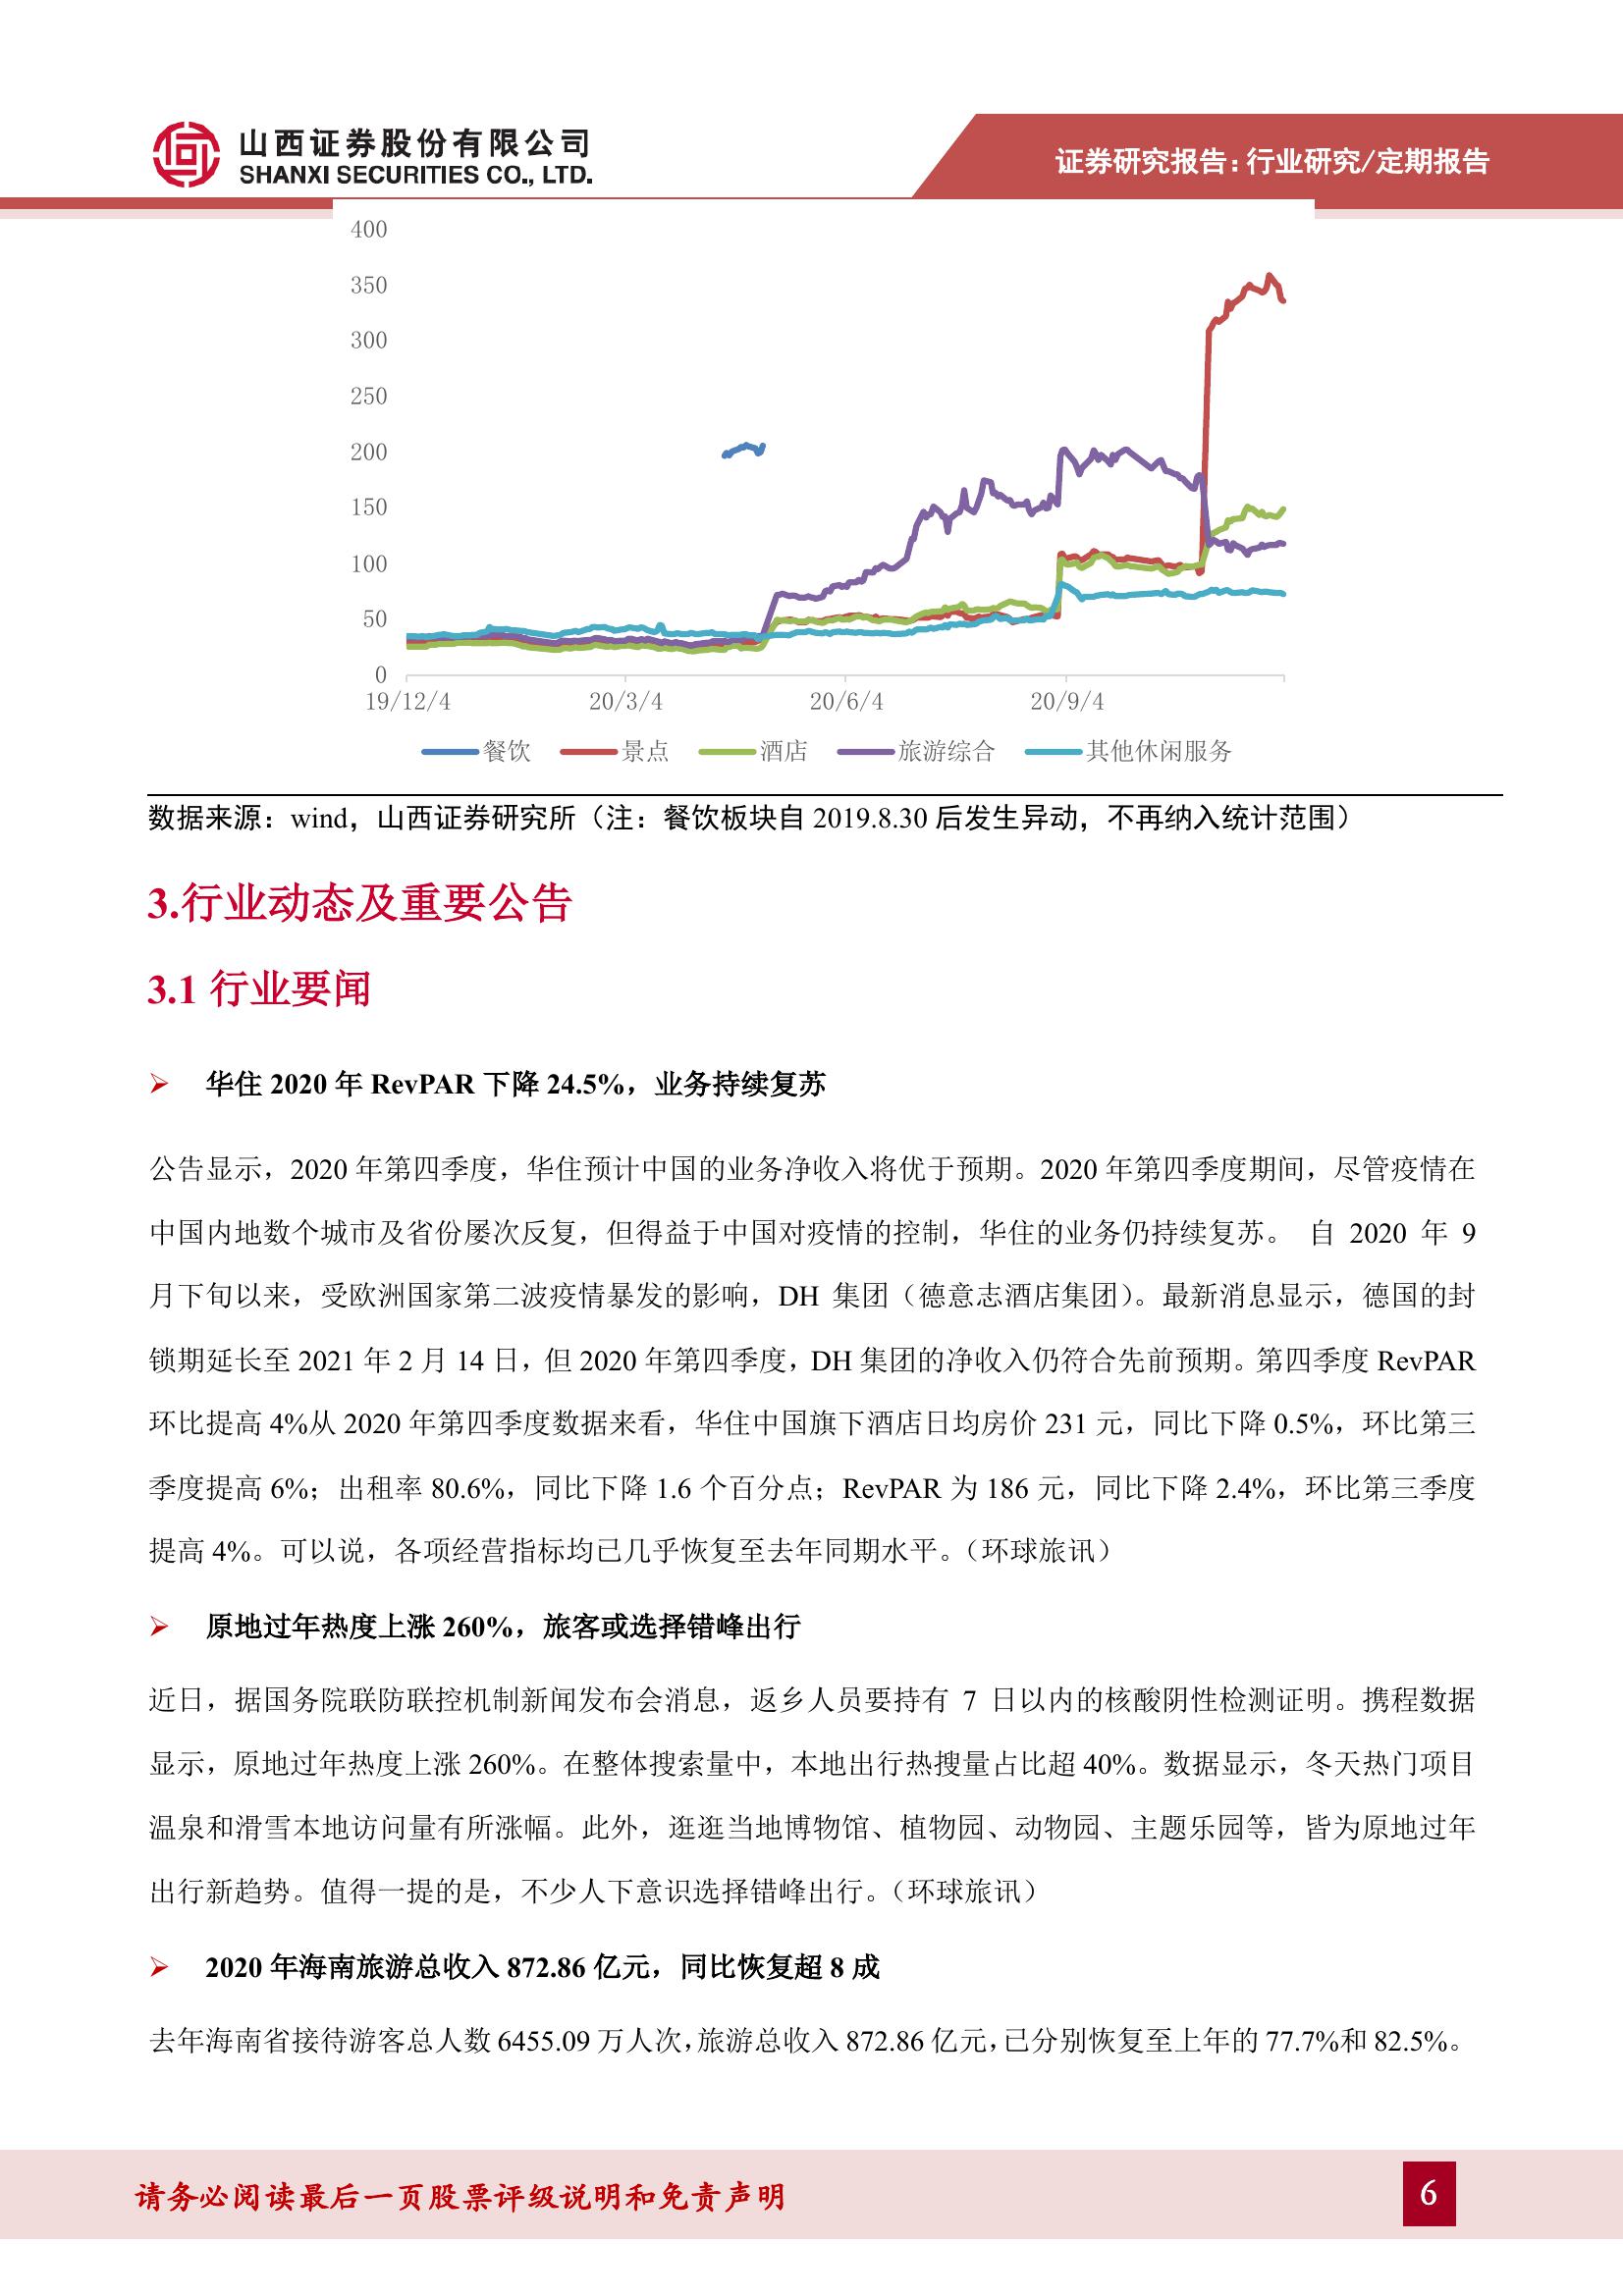 山西证券股份有限公司
SHANXI SECURITIES CO., LTD.
证券研究报告：行业研究/定期报告
400
350
300
250
200
150
100
50
0
19/12/4 20/3/4 20/6/4 20/9/4
餐饮 景点 酒店 旅游综合 其他休闲服务
数据来源：wind，山西证券研究所（注：餐饮板块自 2019.8.30 后发生异动，不再纳入统计范围）
3.行业动态及重要公告
3.1 行业要闻
华住 2020 年 RevPAR 下降 24.5%，业务持续复苏
公告显示，2020 年第四季度，华住预计中国的业务净收入将优于预期。2020 年第四季度期间，尽管疫情在
中国内地数个城市及省份屡次反复，但得益于中国对疫情的控制，华住的业务仍持续复苏。 自 2020 年 9
月下旬以来，受欧洲国家第二波疫情暴发的影响，DH 集团（德意志酒店集团）。最新消息显示，德国的封
锁期延长至 2021 年 2 月 14 日，但 2020 年第四季度，DH 集团的净收入仍符合先前预期。第四季度 RevPAR
环比提高 4%从 2020 年第四季度数据来看，华住中国旗下酒店日均房价 231 元，同比下降 0.5%，环比第三
季度提高 6%；出租率 80.6%，同比下降 1.6 个百分点；RevPAR 为 186 元，同比下降 2.4%，环比第三季度
提高 4%。可以说，各项经营指标均已几乎恢复至去年同期水平。（环球旅讯）
原地过年热度上涨 260%，旅客或选择错峰出行
近日，据国务院联防联控机制新闻发布会消息，返乡人员要持有 7 日以内的核酸阴性检测证明。携程数据
显示，原地过年热度上涨 260%。在整体搜索量中，本地出行热搜量占比超 40%。数据显示，冬天热门项目
温泉和滑雪本地访问量有所涨幅。此外，逛逛当地博物馆、植物园、动物园、主题乐园等，皆为原地过年
出行新趋势。值得一提的是，不少人下意识选择错峰出行。（环球旅讯）
2020 年海南旅游总收入 872.86 亿元，同比恢复超 8 成
去年海南省接待游客总人数 6455.09 万人次，旅游总收入 872.86 亿元，已分别恢复至上年的 77.7%和 82.5%。
请务必阅读最后一页股票评级说明和免责声明
6